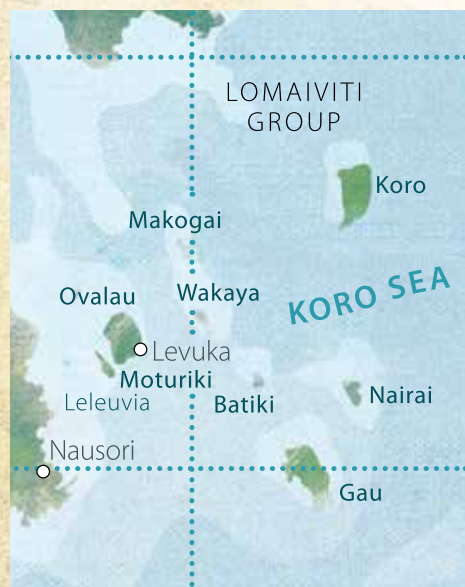 LOMAIVITI
GROUP
Koro
Makogai
Ovalau
Wakaya
KORO SEA
Levuka
Moturiki
Leleuvia
Batiki
Nairai
Nausori
Gau